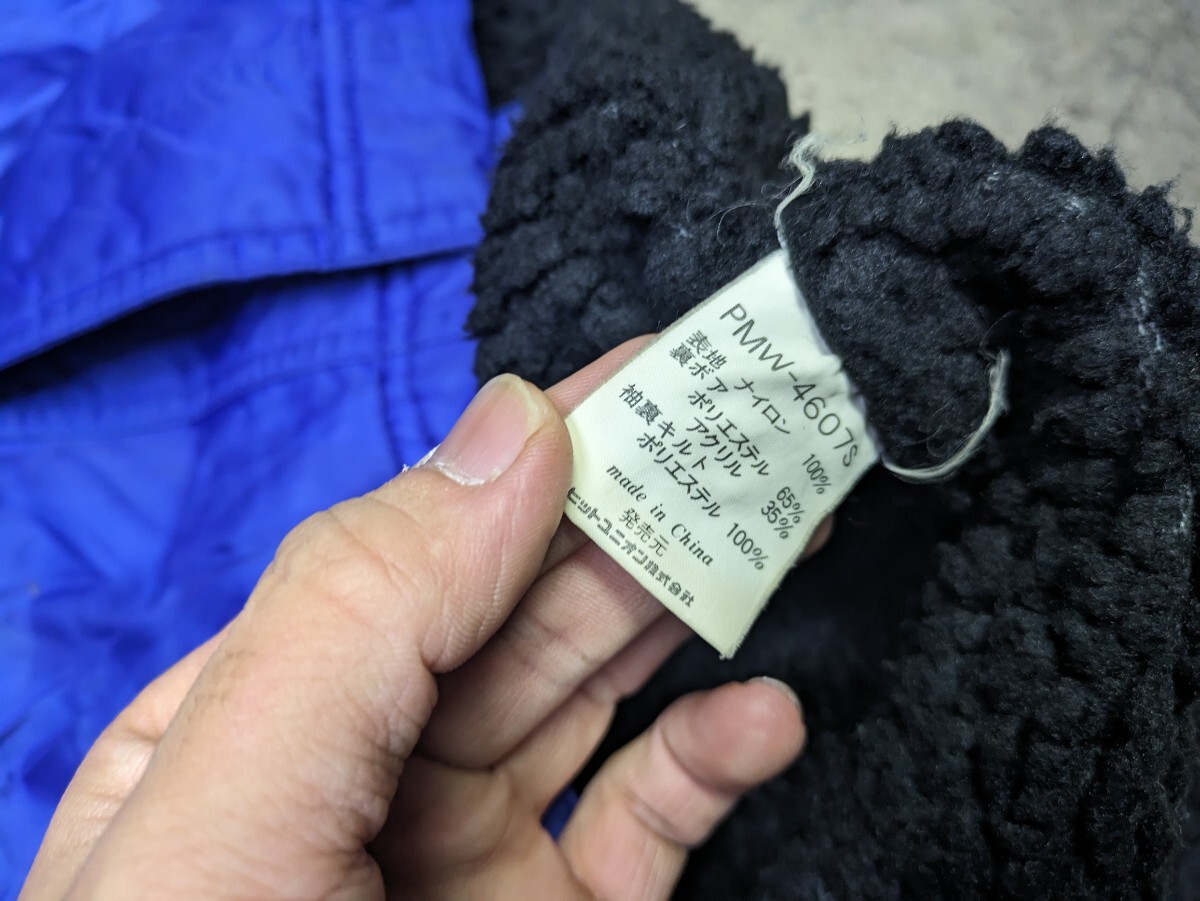 PMW-4607S
表地 ナイロン 100%
裏ボア ポリエステル 65%
アクリル 35%
袖裏キルト
ポリエステル 100%
made in China
発売元
ヒットユニオン株式会社